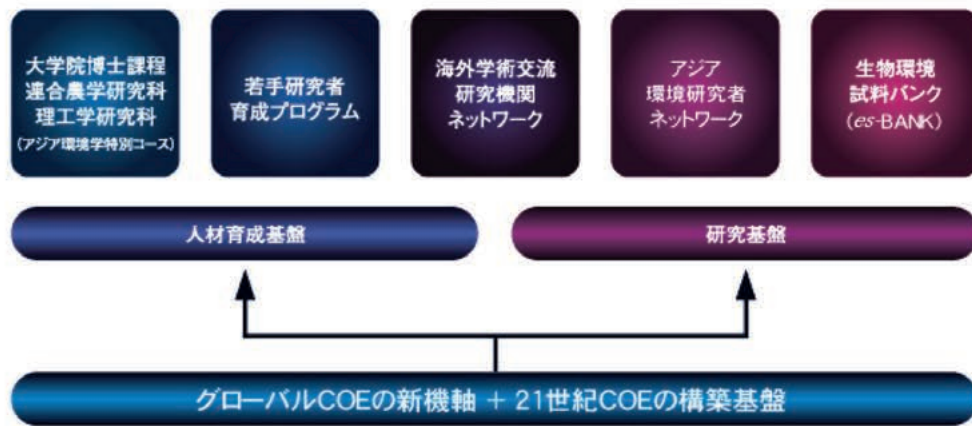 大学院博士課程
連合農学研究科
理工学研究科
(アジア環境学特別コース)
若手研究者
育成プログラム
海外学術交流
研究機関
ネットワーク
アジア
環境研究者
ネットワーク
生物環境
試料バンク
(es-BANK)
人材育成基盤
研究基盤
グローバルCOEの新機軸 + 21世紀COEの構築基盤